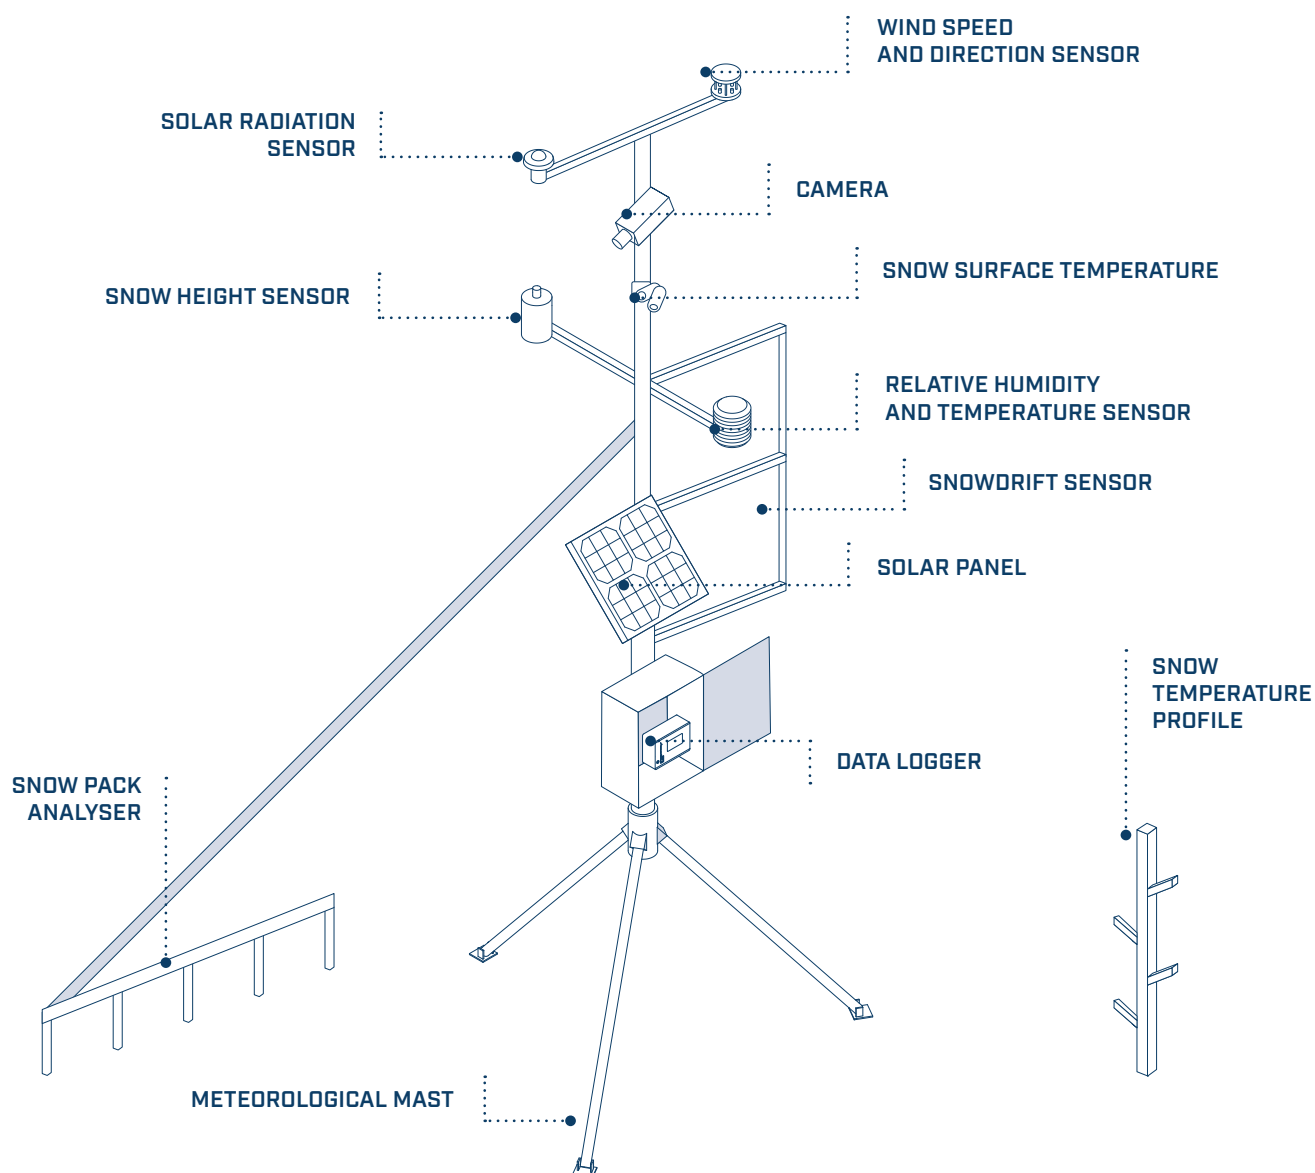 WIND SPEED
AND DIRECTION SENSOR
SOLAR RADIATION
SENSOR
CAMERA
SNOW SURFACE TEMPERATURE
SNOW HEIGHT SENSOR
RELATIVE HUMIDITY
AND TEMPERATURE SENSOR
SNOWDRIFT SENSOR
SOLAR PANEL
SNOW
TEMPERATURE
PROFILE
DATA LOGGER
SNOW PACK
ANALYSER
METEOROLOGICAL MAST